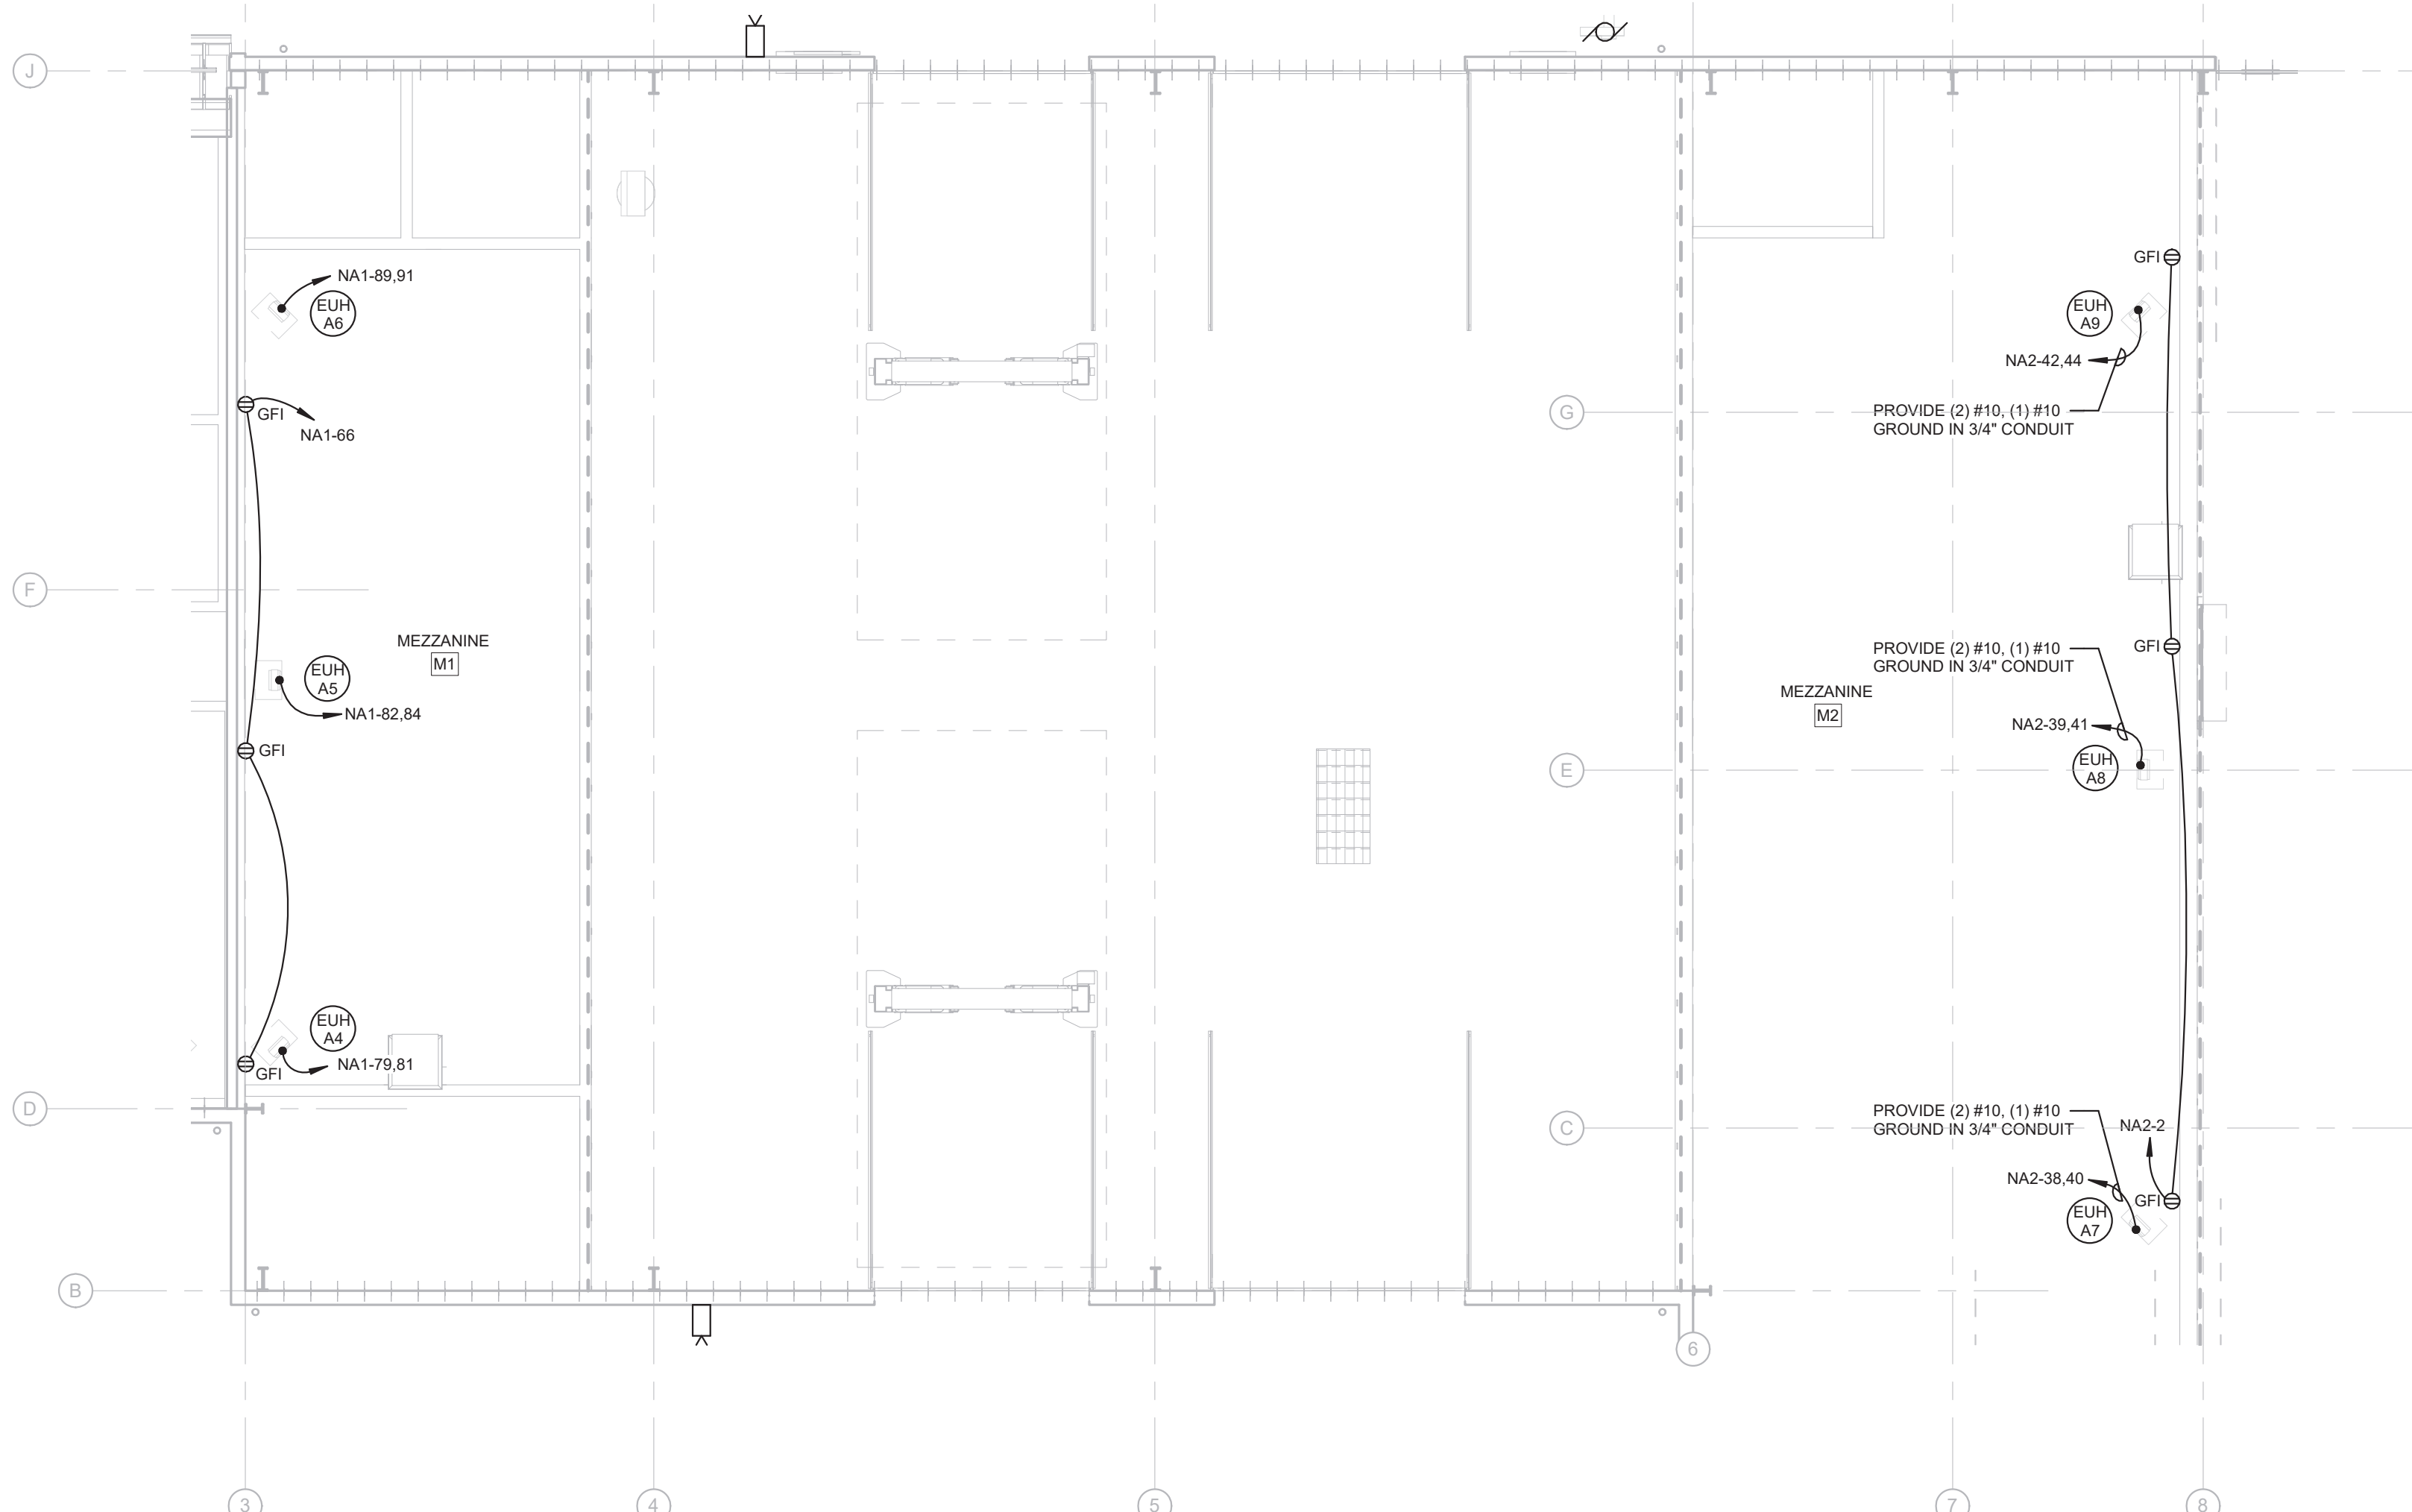 J
NA1-89,91
EUH
A6
GFI
NA1-66
F
MEZZANINE
M1
EUH
A5
NA1-82,84
GFI
EUH
A4
NA1-79,81
GFI
D
B
GFI
EUH
A9
NA2-42,44
G
PROVIDE (2) #10, (1) #10
GROUND IN 3/4" CONDUIT
GFI
PROVIDE (2) #10, (1) #10
GROUND IN 3/4" CONDUIT
MEZZANINE
M2
NA2-39,41
E
EUH
A8
PROVIDE (2) #10, (1) #10
GROUND IN 3/4" CONDUIT
C
NA2-2
NA2-38,40
GFI
EUH
A7
6
3
4
5
7
8